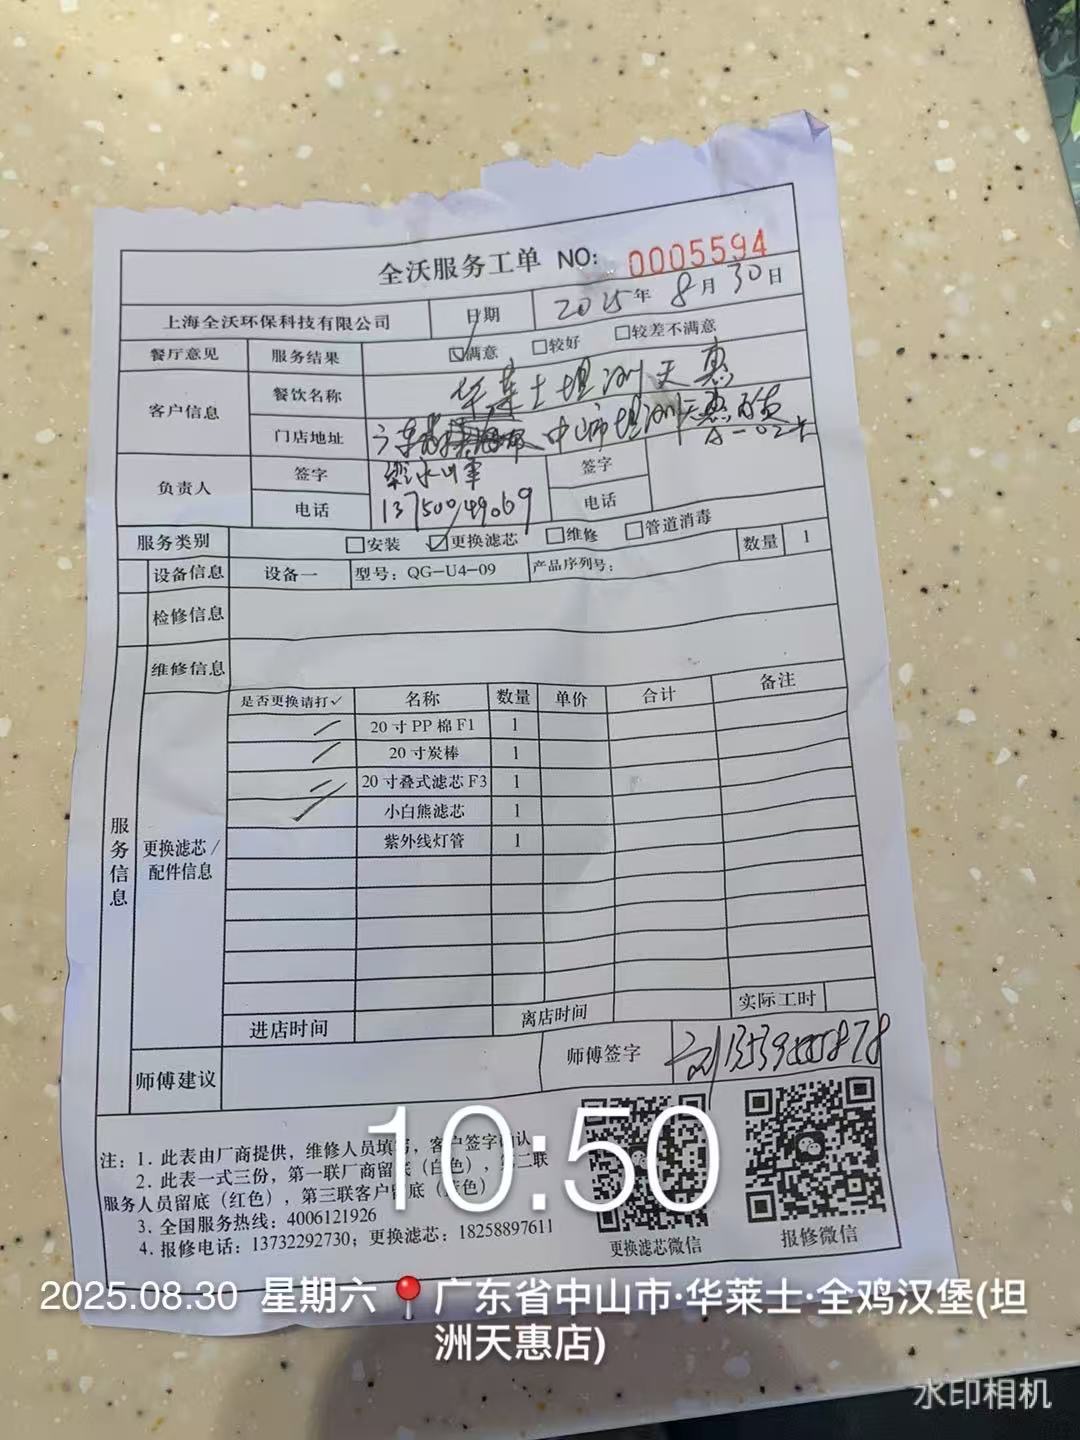 全沃服务工单 NO: 0005594
上海全沃环保科技有限公司 日期 2025年 8月 30日
餐厅意见 服务结果 ☑满意 □较好 □较差不满意
客户信息 餐饮名称 华莱士坦洲天惠
门店地址 广东 中山市坦洲天惠
负责人 签字 签字
电话 13750049069 电话
服务类别 □安装 ☑更换滤芯 □维修 □管道消毒 数量 1
设备信息 设备一 型号：QG-U4-09 产品序列号：
检修信息
维修信息
服务信息
更换滤芯/配件信息
是否更换请打✓ 名称 数量 单价 合计 备注
20寸PP棉F1 1
20寸炭棒 1
20寸叠式滤芯F3 1
小白熊滤芯 1
紫外线灯管 1
进店时间 离店时间 实际工时
师傅建议 师傅签字
注：1. 此表由厂商提供，维修人员填写，客户签字确认
2. 此表一式三份，第一联厂商留底（白色），第二联
服务人员留底（红色），第三联客户留底（蓝色）
3. 全国服务热线：4006121926
4. 报修电话：13732292730；更换滤芯：18258897611
更换滤芯微信 报修微信
10:50
2025.08.30 星期六 广东省中山市·华莱士·全鸡汉堡(坦
洲天惠店)
水印相机